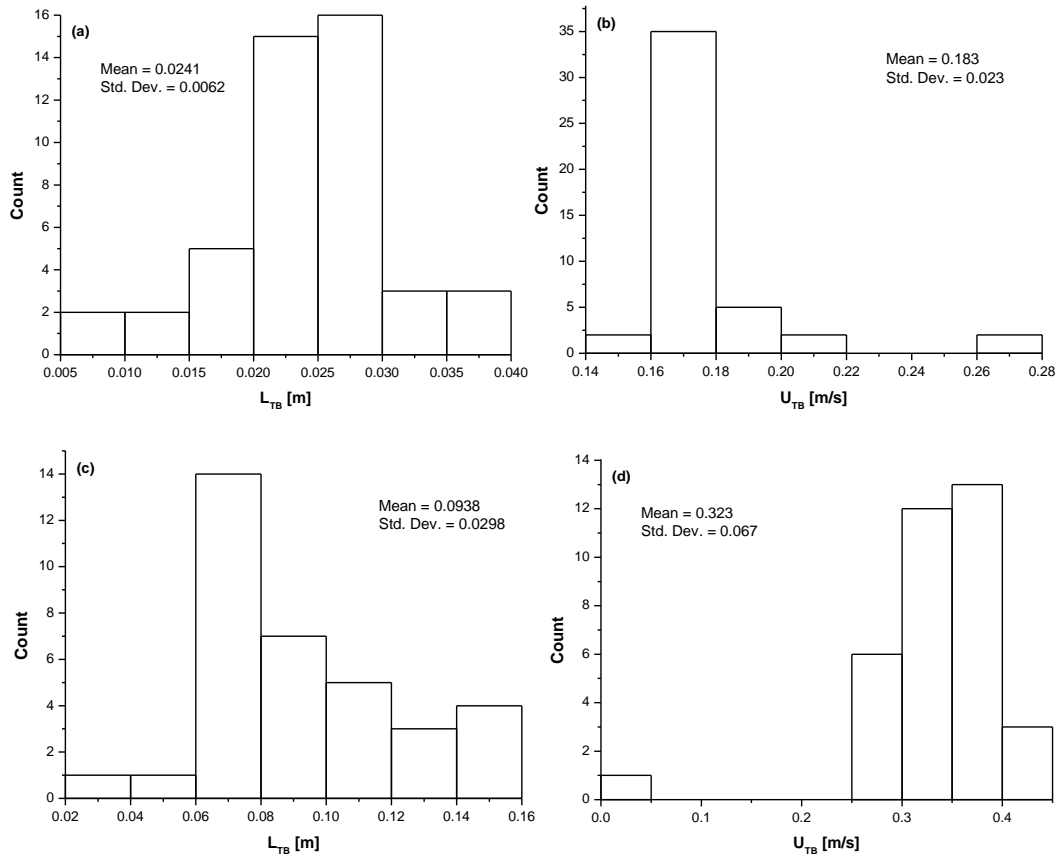 (a)
Mean = 0.0241
Std. Dev. = 0.0062
16
14
12
10
8
6
4
2
0
Count
0.005 0.010 0.015 0.020 0.025 0.030 0.035 0.040
L_TB [m]
(b)
Mean = 0.183
Std. Dev. = 0.023
35
30
25
20
15
10
5
0
Count
0.14 0.16 0.18 0.20 0.22 0.24 0.26 0.28
U_TB [m/s]
(c)
Mean = 0.0938
Std. Dev. = 0.0298
14
12
10
8
6
4
2
0
Count
0.02 0.04 0.06 0.08 0.10 0.12 0.14 0.16
L_TB [m]
(d)
Mean = 0.323
Std. Dev. = 0.067
14
12
10
8
6
4
2
0
Count
0.0 0.1 0.2 0.3 0.4
U_TB [m/s]